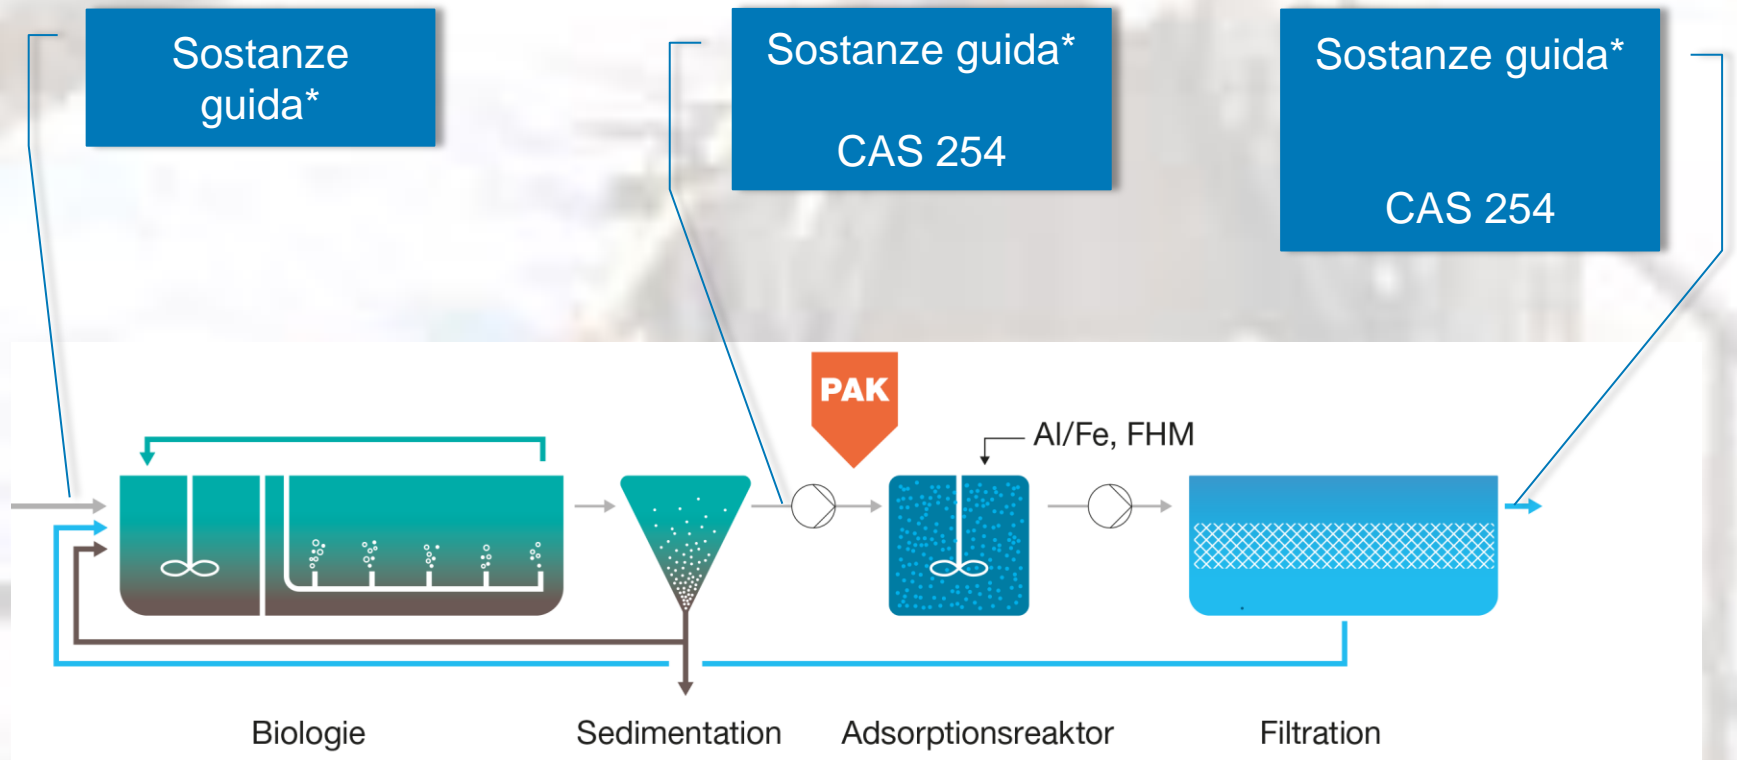 Sostanze
guida*
Sostanze guida*
CAS 254
Sostanze guida*
CAS 254
PAK
Al/Fe, FHM
Biologie
Sedimentation
Adsorptionsreaktor
Filtration